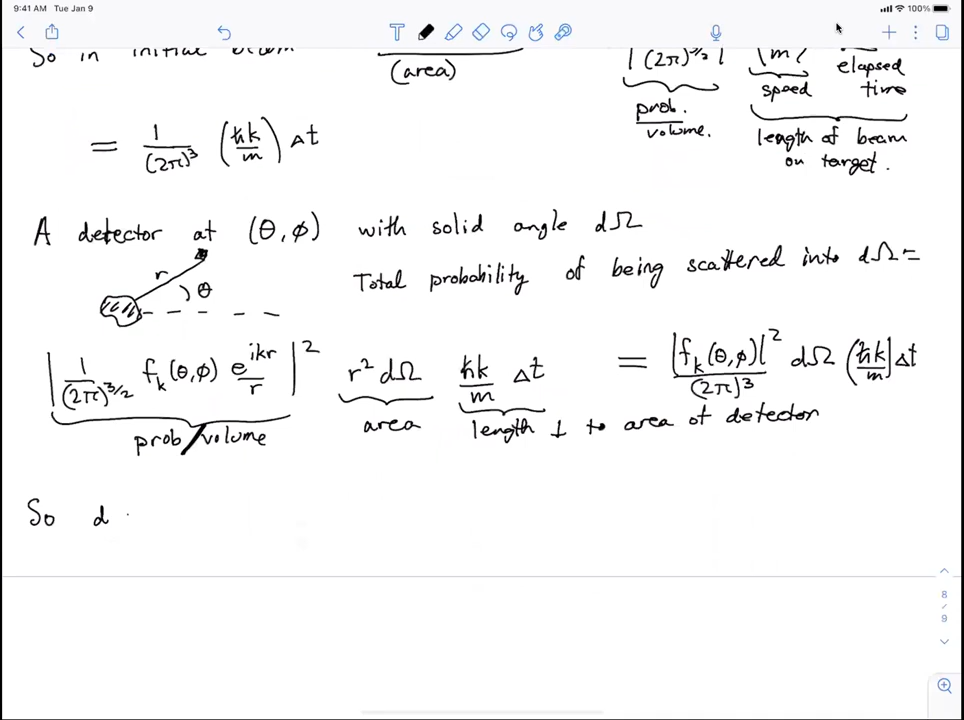 9:41 AM Tue Jan 9
100%
So in initial beam
(area)
| (2π)^3/2 | (m)
speed
elapsed time
prob. volume.
length of beam on target.
= 1/(2π)³ (ħk/m) Δt
A detector at (θ, φ) with solid angle dΩ
r θ
Total probability of being scattered into dΩ =
| 1/(2π)^3/2 f_k (θ, φ) e^ikr/r |² r² dΩ ħk/m Δt = |f_k (θ, φ)|²/(2π)³ dΩ (ħk/m) Δt
prob/volume
area
length ⊥ to area of detector
So d
8 / 9